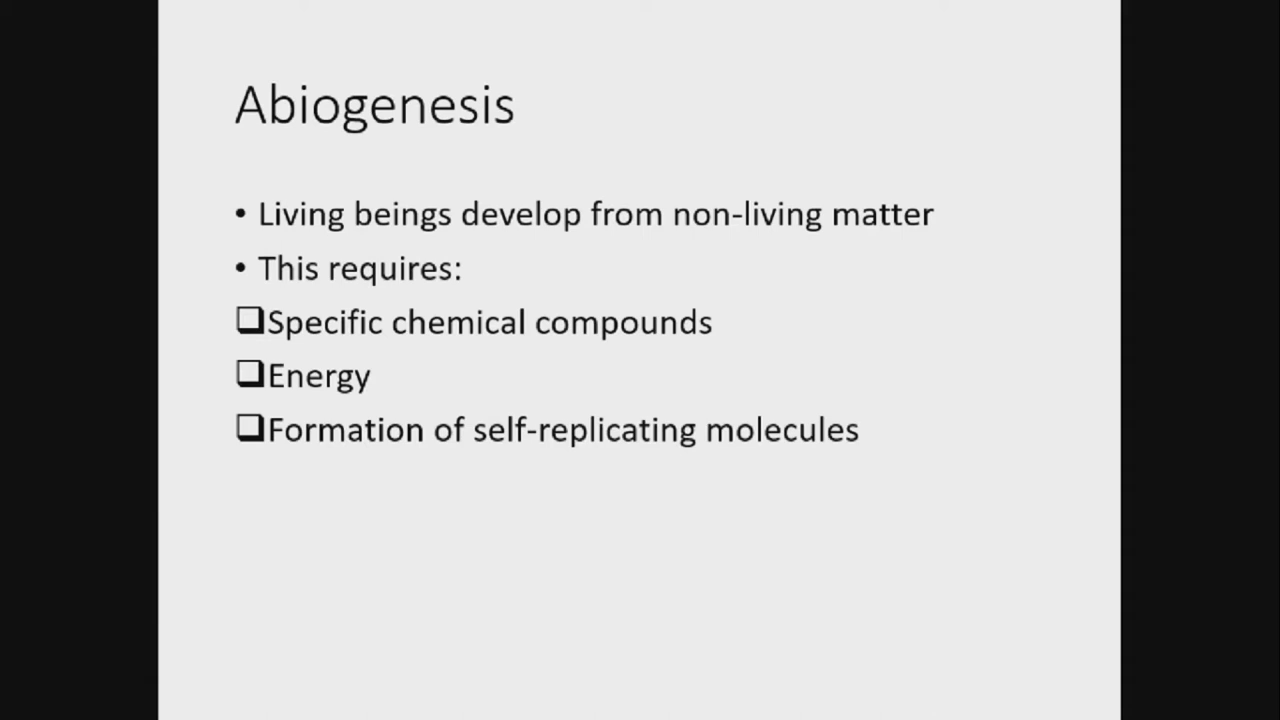 Abiogenesis
• Living beings develop from non-living matter
• This requires:
❑Specific chemical compounds
❑Energy
❑Formation of self-replicating molecules